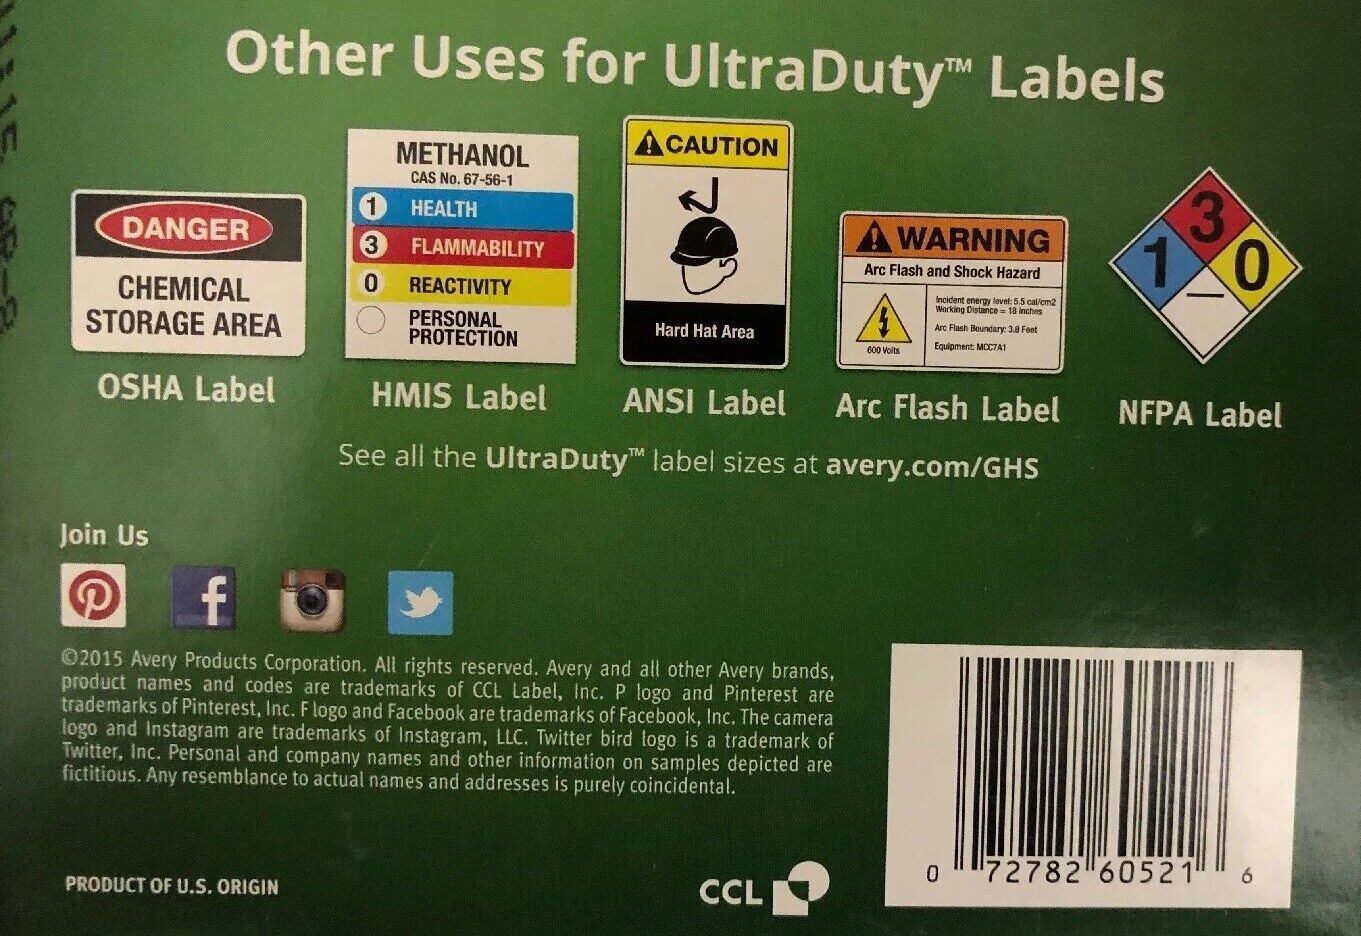 Other Uses for UltraDuty™ Labels
DANGER
CHEMICAL
STORAGE AREA
OSHA Label
METHANOL
CAS No. 67-56-1
1 HEALTH
3 FLAMMABILITY
0 REACTIVITY
PERSONAL
PROTECTION
HMIS Label
CAUTION
Hard Hat Area
ANSI Label
WARNING
Arc Flash and Shock Hazard
600 Volts
Incident energy level: 5.5 cal/cm2
Working Distance = 18 inches
Arc Flash Boundary: 3.8 Feet
Equipment: MCC7A1
Arc Flash Label
3
1 0
NFPA Label
See all the UltraDuty™ label sizes at avery.com/GHS
Join Us
©2015 Avery Products Corporation. All rights reserved. Avery and all other Avery brands,
product names and codes are trademarks of CCL Label, Inc. P logo and Pinterest are
trademarks of Pinterest, Inc. F logo and Facebook are trademarks of Facebook, Inc. The camera
logo and Instagram are trademarks of Instagram, LLC. Twitter bird logo is a trademark of
Twitter, Inc. Personal and company names and other information on samples depicted are
fictitious. Any resemblance to actual names and addresses is purely coincidental.
PRODUCT OF U.S. ORIGIN
CCL
0 72782 60521 6